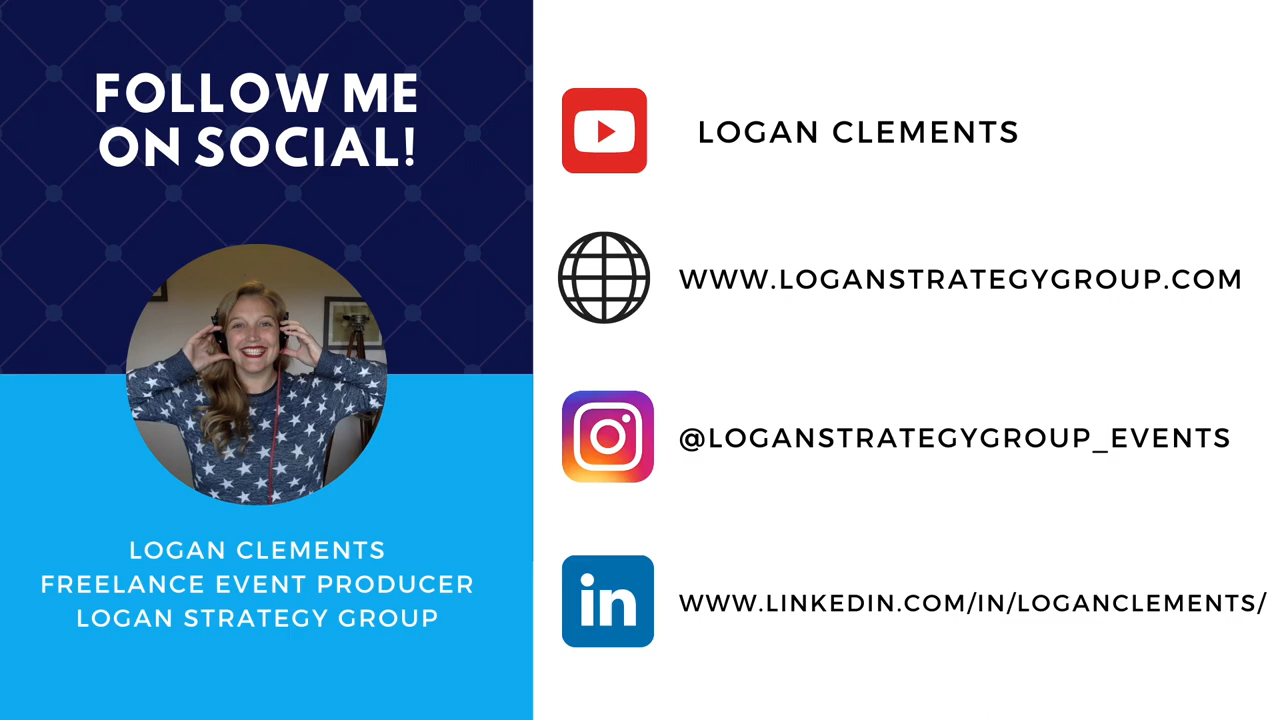 FOLLOW ME
ON SOCIAL!
LOGAN CLEMENTS
FREELANCE EVENT PRODUCER
LOGAN STRATEGY GROUP
LOGAN CLEMENTS
WWW.LOGANSTRATEGYGROUP.COM
@LOGANSTRATEGYGROUP_EVENTS
in
WWW.LINKEDIN.COM/IN/LOGANCLEMENTS/